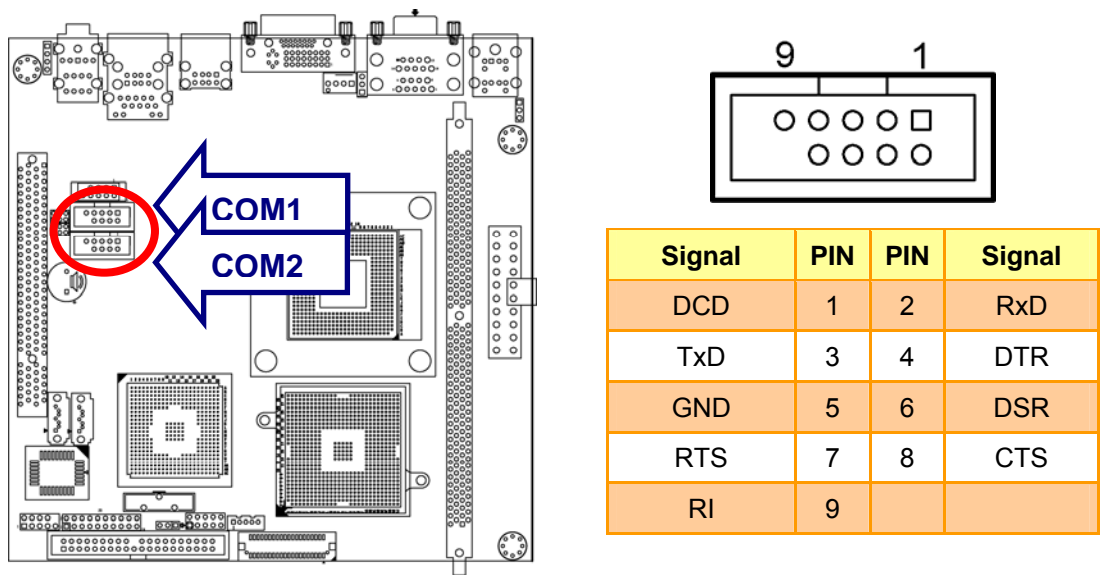 COM1
COM2
9 1
Signal PIN PIN Signal
DCD 1 2 RxD
TxD 3 4 DTR
GND 5 6 DSR
RTS 7 8 CTS
RI 9